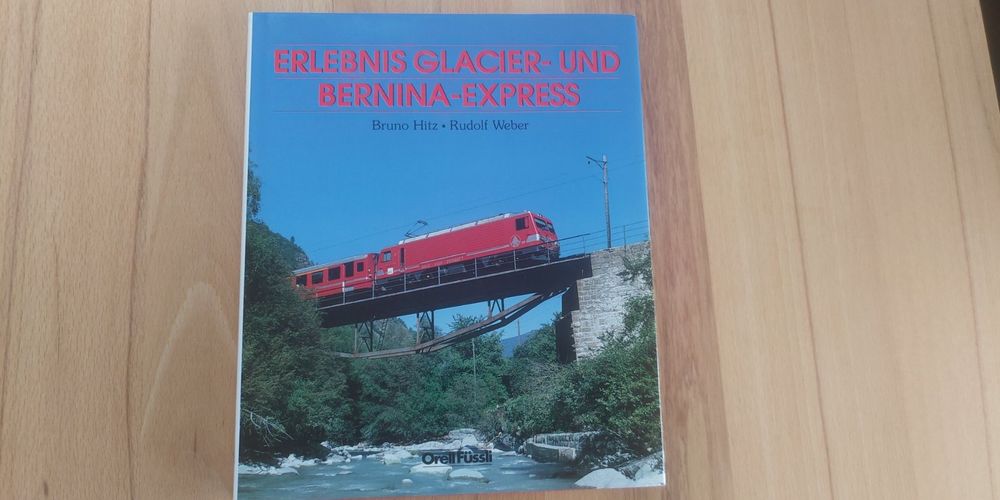 ERLEBNIS GLACIER- UND
BERNINA-EXPRESS
Bruno Hitz • Rudolf Weber
Orell Füssli